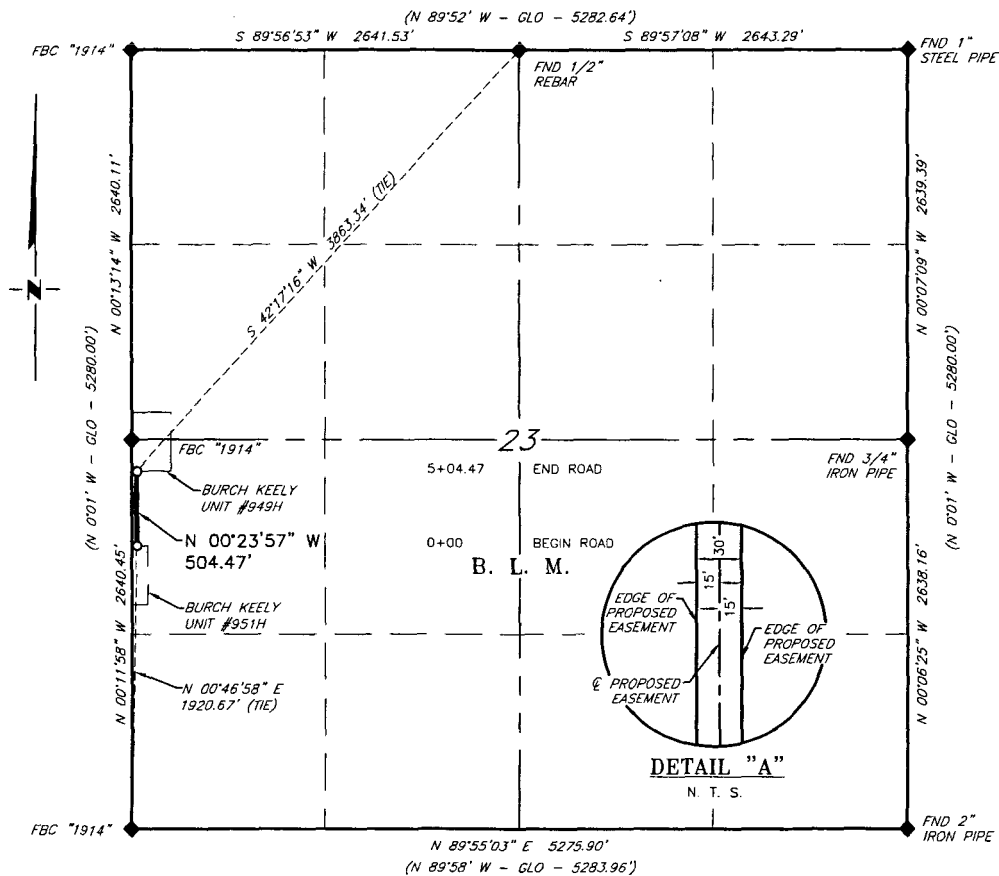 (N 89°52' W - GLO - 5282.64')
FBC "1914"
S 89°56'53" W 2641.53'
S 89°57'08" W 2643.29'
FND 1"
STEEL PIPE
FND 1/2"
REBAR
N 00°13'14" W 2640.11'
S 42°17'16" W 3863.34' (TIE)
N 00°07'09" W 2639.39'
N
(N 0°01' W - GLO - 5280.00')
(N 0°01' W - GLO - 5280.00')
23
FBC "1914"
FND 3/4"
IRON PIPE
5+04.47 END ROAD
BURCH KEELY
UNIT #949H
N 00°23'57" W
504.47'
0+00 BEGIN ROAD
B. L. M.
BURCH KEELY
UNIT #951H
N 00°11'58" W 2640.45'
N 00°06'25" W 2638.16'
N 00°46'58" E
1920.67' (TIE)
30'
15'
15'
EDGE OF
PROPOSED
EASEMENT
EDGE OF
PROPOSED
EASEMENT
℄ PROPOSED
EASEMENT
DETAIL "A"
N. T. S.
FBC "1914"
FND 2"
IRON PIPE
N 89°55'03" E 5275.90'
(N 89°58' W - GLO - 5283.96')